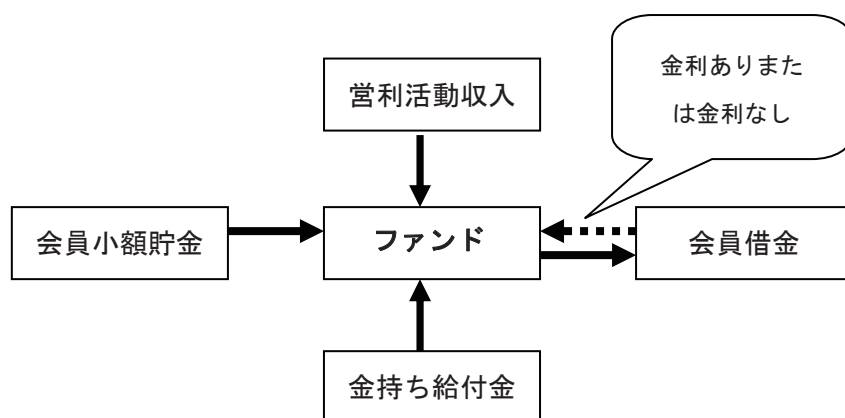 金利ありまた
は金利なし
営利活動収入
会員小額貯金
ファンド
会員借金
金持ち給付金